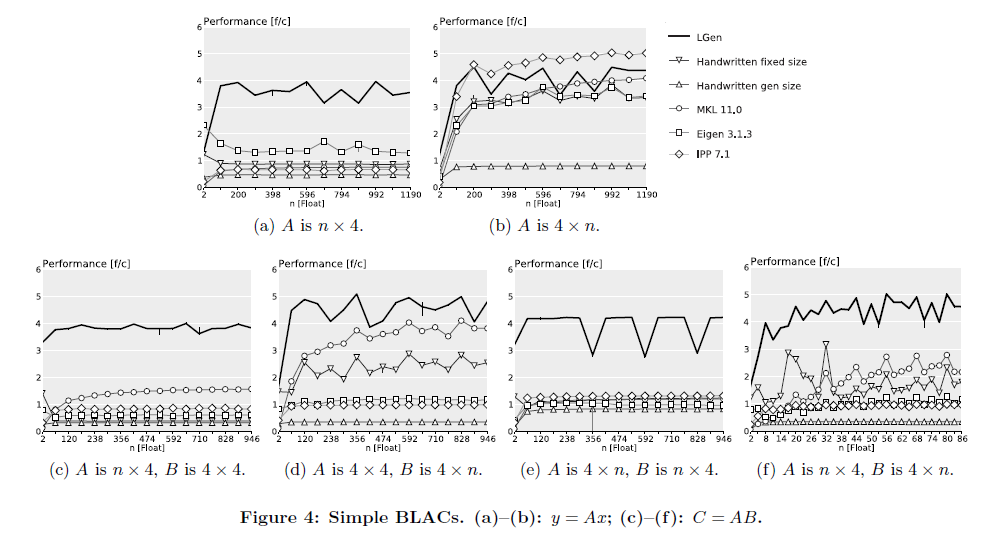 Performance [f/c]
6
5
4
3
2
1
0
2 200 398 596 794 992 1190
n [Float]
(a) A is n × 4.
Performance [f/c]
6
5
4
3
2
1
0
2 200 398 596 794 992 1190
n [Float]
(b) A is 4 × n.
LGen
Handwritten fixed size
Handwritten gen size
MKL 11.0
Eigen 3.1.3
IPP 7.1
Performance [f/c]
6
5
4
3
2
1
0
2 120 238 356 474 592 710 828 946
n [Float]
(c) A is n × 4, B is 4 × 4.
Performance [f/c]
6
5
4
3
2
1
0
2 120 238 356 474 592 710 828 946
n [Float]
(d) A is 4 × 4, B is 4 × n.
Performance [f/c]
6
5
4
3
2
1
0
2 120 238 356 474 592 710 828 946
n [Float]
(e) A is 4 × n, B is n × 4.
Performance [f/c]
6
5
4
3
2
1
0
2 8 14 20 26 32 38 44 50 56 62 68 74 80 86
n [Float]
(f) A is n × 4, B is 4 × n.
Figure 4: Simple BLACs. (a)–(b): y = Ax; (c)–(f): C = AB.